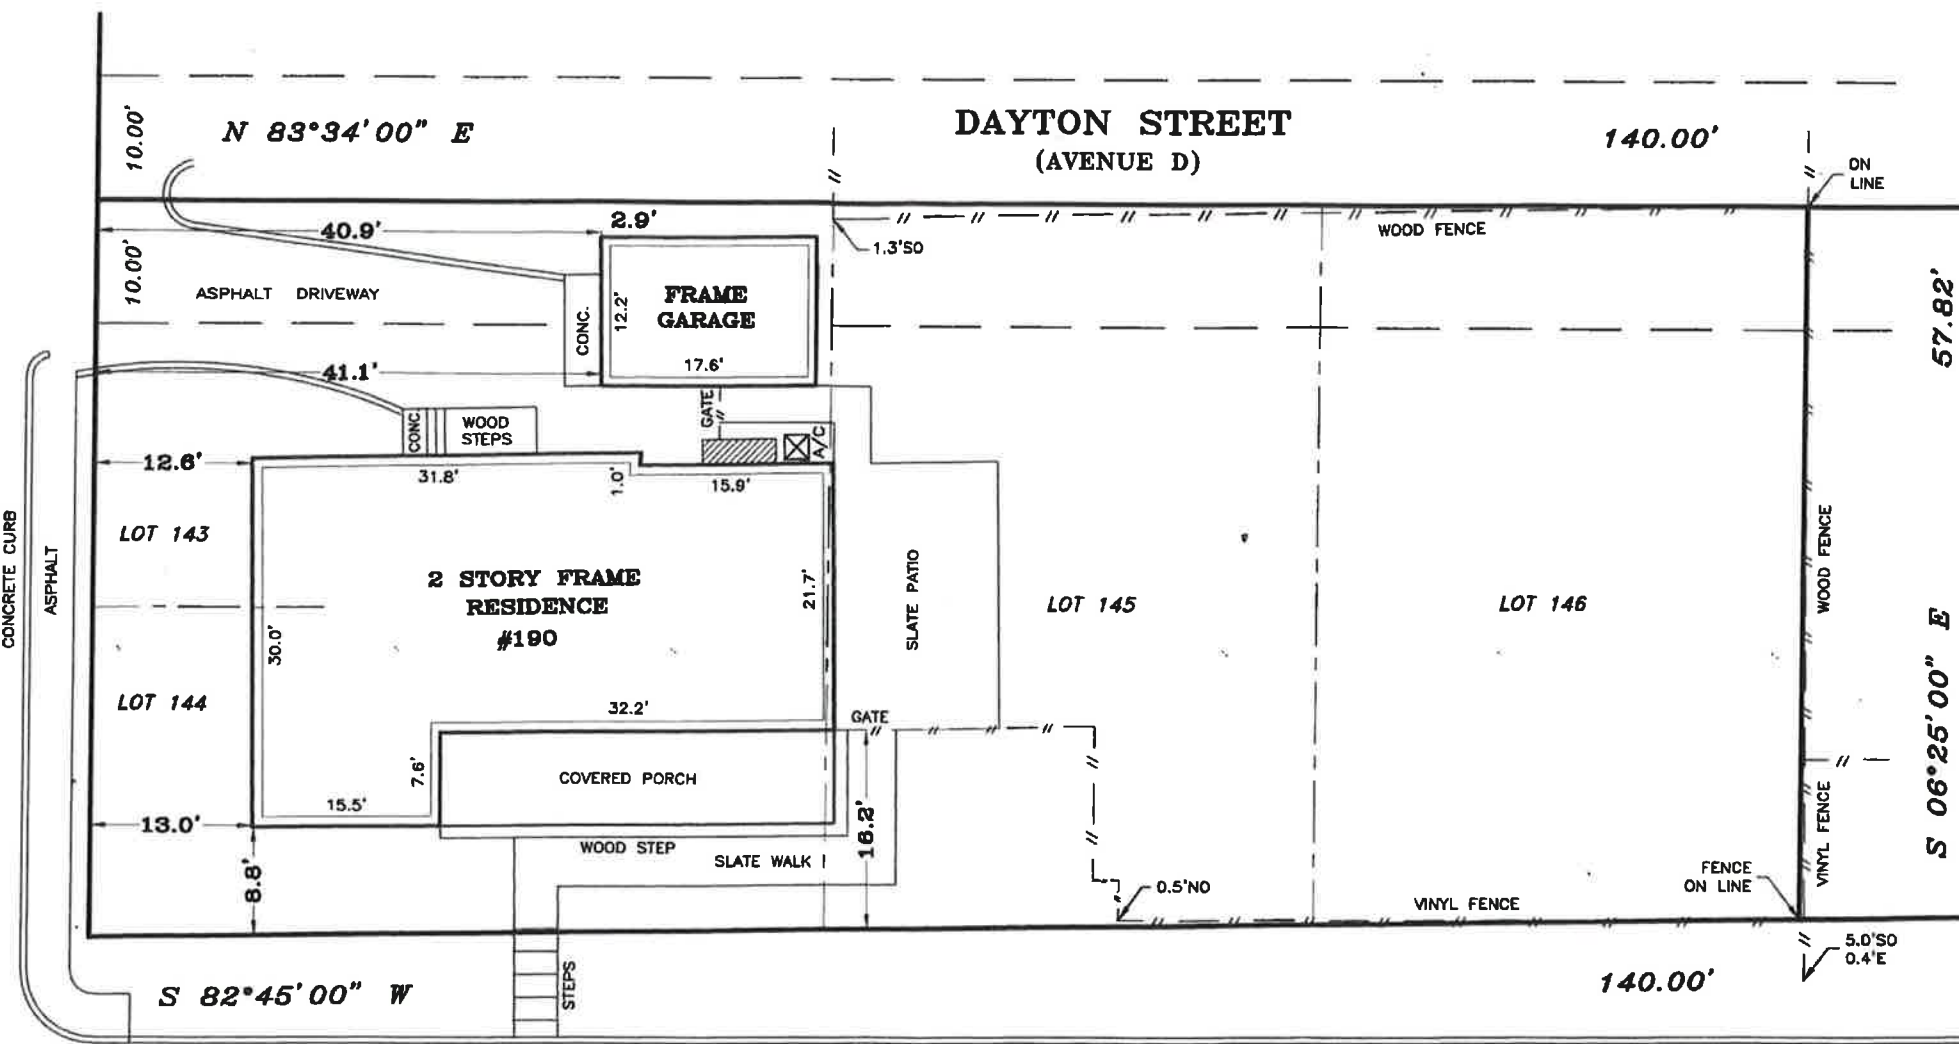 DAYTON STREET
(AVENUE D)
10.00'
N 83°34'00" E
140.00'
ON
LINE
40.9'
2.9'
1.3'SO
WOOD FENCE
10.00'
ASPHALT DRIVEWAY
CONC.
12.2'
FRAME
GARAGE
17.6'
57.82'
41.1'
GATE
CONC.
WOOD
STEPS
A/C
12.6'
31.8'
1.0'
15.9'
LOT 143
CONCRETE CURB
ASPHALT
2 STORY FRAME
RESIDENCE
#190
30.0'
21.7'
SLATE PATIO
LOT 145
LOT 146
WOOD FENCE
S 06°25'00" E
LOT 144
32.2'
GATE
7.6'
COVERED PORCH
15.5'
13.0'
8.8'
WOOD STEP
SLATE WALK
16.2'
0.5'NO
VINYL FENCE
FENCE
ON LINE
VINYL FENCE
5.0'SO
0.4'E
S 82°45'00" W
STEPS
140.00'